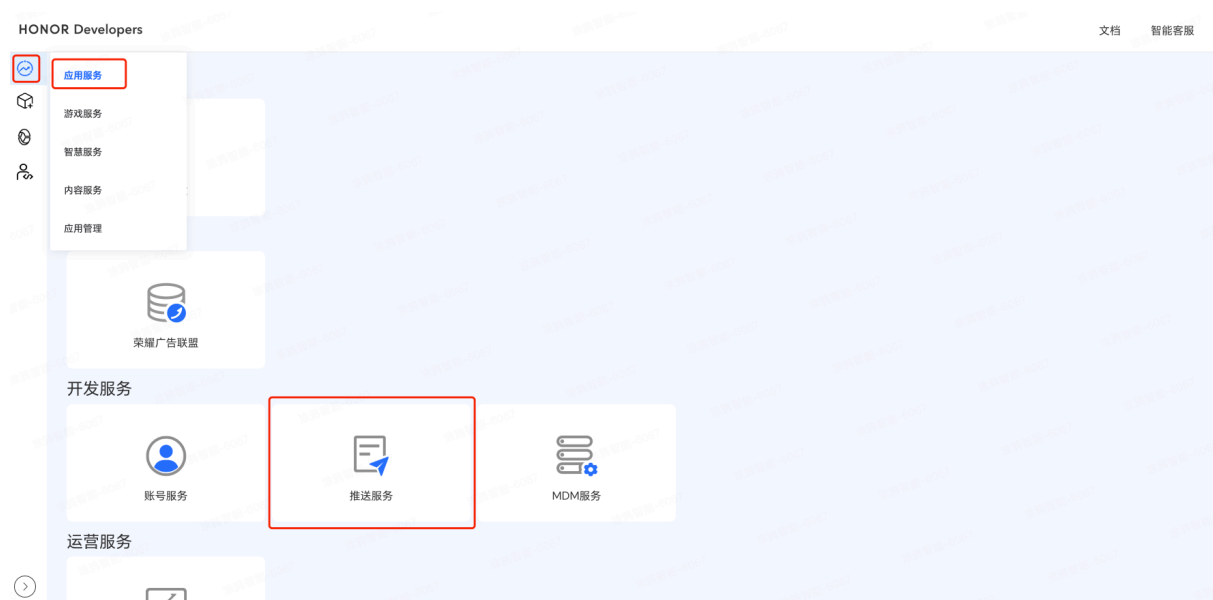 HONOR Developers
文档
智能客服
应用服务
游戏服务
智慧服务
内容服务
应用管理
荣耀广告联盟
开发服务
账号服务
推送服务
MDM服务
运营服务